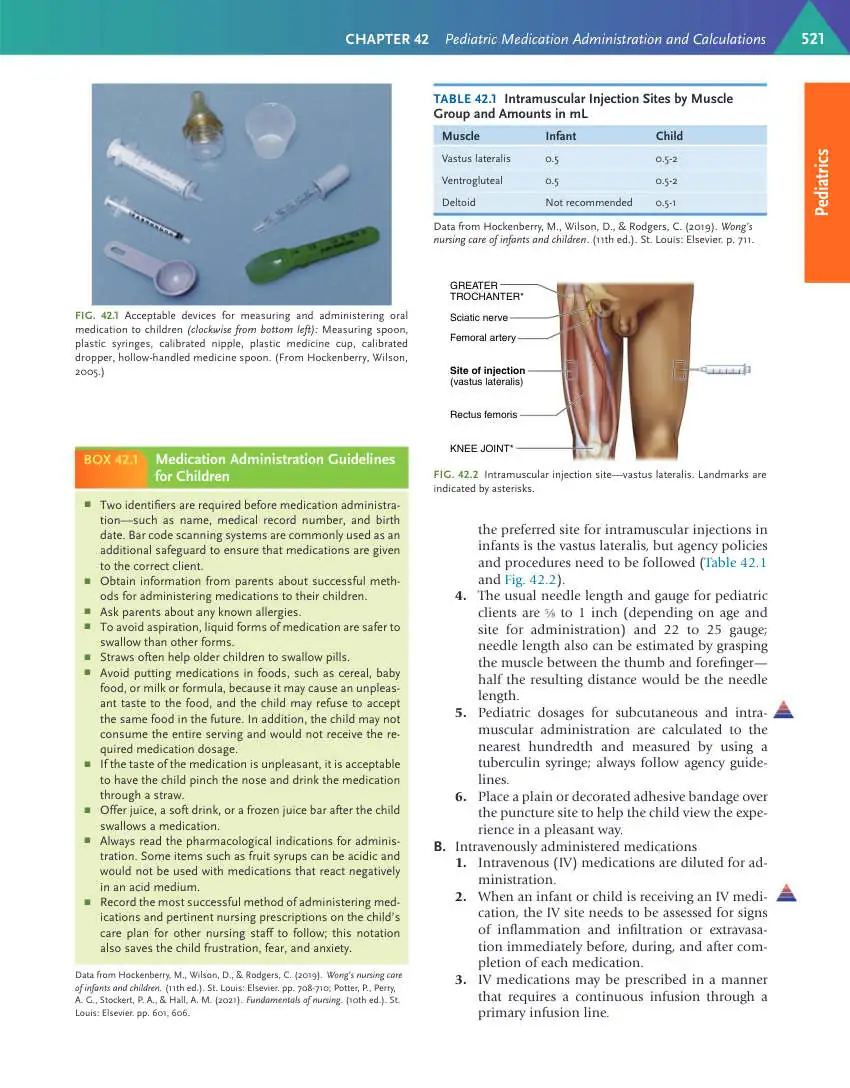 CHAPTER 42 Pediatric Medication Administration and Calculations 521
Pediatrics
FIG. 42.1 Acceptable devices for measuring and administering oral
medication to children (clockwise from bottom left): Measuring spoon,
plastic syringes, calibrated nipple, plastic medicine cup, calibrated
dropper, hollow-handled medicine spoon. (From Hockenberry, Wilson,
2005.)
BOX 42.1 Medication Administration Guidelines
for Children
■ Two identifiers are required before medication administra-
tion—such as name, medical record number, and birth
date. Bar code scanning systems are commonly used as an
additional safeguard to ensure that medications are given
to the correct client.
■ Obtain information from parents about successful meth-
ods for administering medications to their children.
■ Ask parents about any known allergies.
■ To avoid aspiration, liquid forms of medication are safer to
swallow than other forms.
■ Straws often help older children to swallow pills.
■ Avoid putting medications in foods, such as cereal, baby
food, or milk or formula, because it may cause an unpleas-
ant taste to the food, and the child may refuse to accept
the same food in the future. In addition, the child may not
consume the entire serving and would not receive the re-
quired medication dosage.
■ If the taste of the medication is unpleasant, it is acceptable
to have the child pinch the nose and drink the medication
through a straw.
■ Offer juice, a soft drink, or a frozen juice bar after the child
swallows a medication.
■ Always read the pharmacological indications for adminis-
tration. Some items such as fruit syrups can be acidic and
would not be used with medications that react negatively
in an acid medium.
■ Record the most successful method of administering med-
ications and pertinent nursing prescriptions on the child's
care plan for other nursing staff to follow; this notation
also saves the child frustration, fear, and anxiety.
Data from Hockenberry, M., Wilson, D., & Rodgers, C. (2019). Wong's nursing care
of infants and children. (11th ed.). St. Louis: Elsevier. pp. 708-710; Potter, P., Perry,
A. G., Stockert, P. A., & Hall, A. M. (2021). Fundamentals of nursing. (10th ed.). St.
Louis: Elsevier. pp. 601, 606.
TABLE 42.1 Intramuscular Injection Sites by Muscle
Group and Amounts in mL
Muscle Infant Child
Vastus lateralis 0.5 0.5-2
Ventrogluteal 0.5 0.5-2
Deltoid Not recommended 0.5-1
Data from Hockenberry, M., Wilson, D., & Rodgers, C. (2019). Wong's
nursing care of infants and children. (11th ed.). St. Louis: Elsevier. p. 711.
GREATER
TROCHANTER*
Sciatic nerve
Femoral artery
Site of injection
(vastus lateralis)
Rectus femoris
KNEE JOINT*
FIG. 42.2 Intramuscular injection site—vastus lateralis. Landmarks are
indicated by asterisks.
the preferred site for intramuscular injections in
infants is the vastus lateralis, but agency policies
and procedures need to be followed (Table 42.1
and Fig. 42.2).
4. The usual needle length and gauge for pediatric
clients are ⅝ to 1 inch (depending on age and
site for administration) and 22 to 25 gauge;
needle length also can be estimated by grasping
the muscle between the thumb and forefinger—
half the resulting distance would be the needle
length.
5. Pediatric dosages for subcutaneous and intra-
muscular administration are calculated to the
nearest hundredth and measured by using a
tuberculin syringe; always follow agency guide-
lines.
6. Place a plain or decorated adhesive bandage over
the puncture site to help the child view the expe-
rience in a pleasant way.
B. Intravenously administered medications
1. Intravenous (IV) medications are diluted for ad-
ministration.
2. When an infant or child is receiving an IV medi-
cation, the IV site needs to be assessed for signs
of inflammation and infiltration or extravasa-
tion immediately before, during, and after com-
pletion of each medication.
3. IV medications may be prescribed in a manner
that requires a continuous infusion through a
primary infusion line.